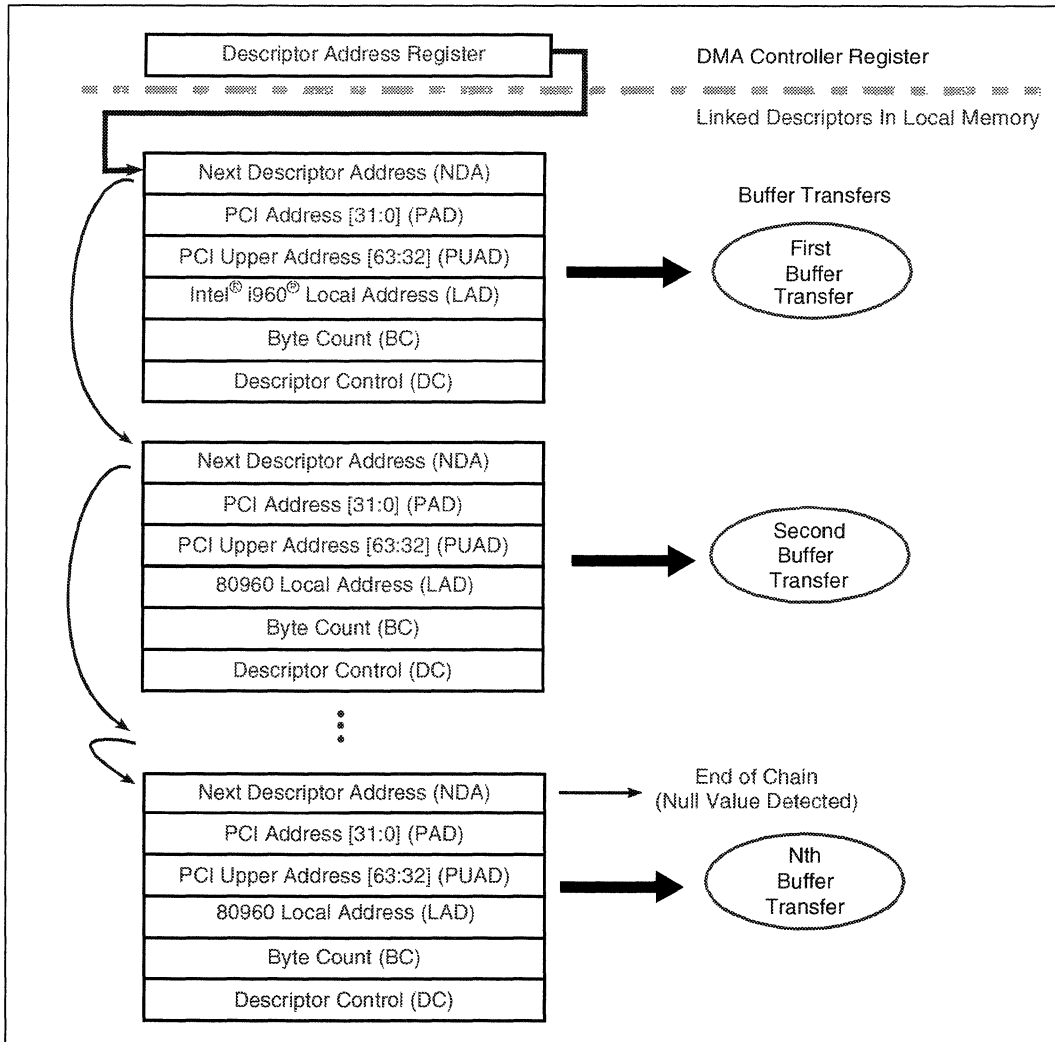 Descriptor Address Register
DMA Controller Register
Linked Descriptors In Local Memory
Next Descriptor Address (NDA)
PCI Address [31:0] (PAD)
PCI Upper Address [63:32] (PUAD)
Intel® i960® Local Address (LAD)
Byte Count (BC)
Descriptor Control (DC)
Buffer Transfers
First
Buffer
Transfer
Next Descriptor Address (NDA)
PCI Address [31:0] (PAD)
PCI Upper Address [63:32] (PUAD)
80960 Local Address (LAD)
Byte Count (BC)
Descriptor Control (DC)
Second
Buffer
Transfer
Next Descriptor Address (NDA)
PCI Address [31:0] (PAD)
PCI Upper Address [63:32] (PUAD)
80960 Local Address (LAD)
Byte Count (BC)
Descriptor Control (DC)
End of Chain
(Null Value Detected)
Nth
Buffer
Transfer